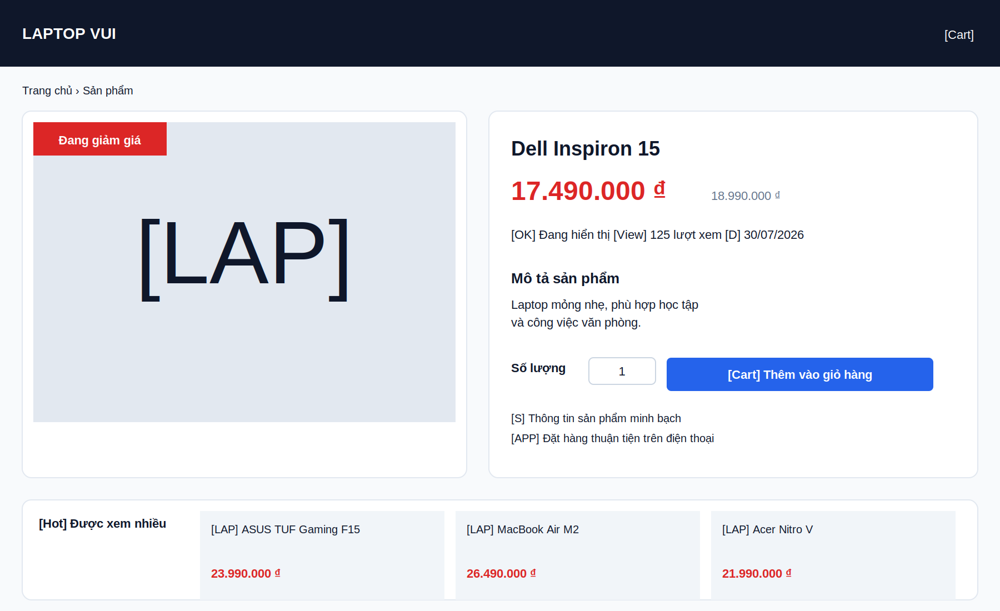 LAPTOP VUI
[Cart]
Trang chủ › Sản phẩm
Đang giảm giá
[LAP]
Dell Inspiron 15
17.490.000 ₫
18.990.000 ₫
[OK] Đang hiển thị [View] 125 lượt xem [D] 30/07/2026
Mô tả sản phẩm
Laptop mỏng nhẹ, phù hợp học tập
và công việc văn phòng.
Số lượng
1
[Cart] Thêm vào giỏ hàng
[S] Thông tin sản phẩm minh bạch
[APP] Đặt hàng thuận tiện trên điện thoại
[Hot] Được xem nhiều
[LAP] ASUS TUF Gaming F15
23.990.000 ₫
[LAP] MacBook Air M2
26.490.000 ₫
[LAP] Acer Nitro V
21.990.000 ₫